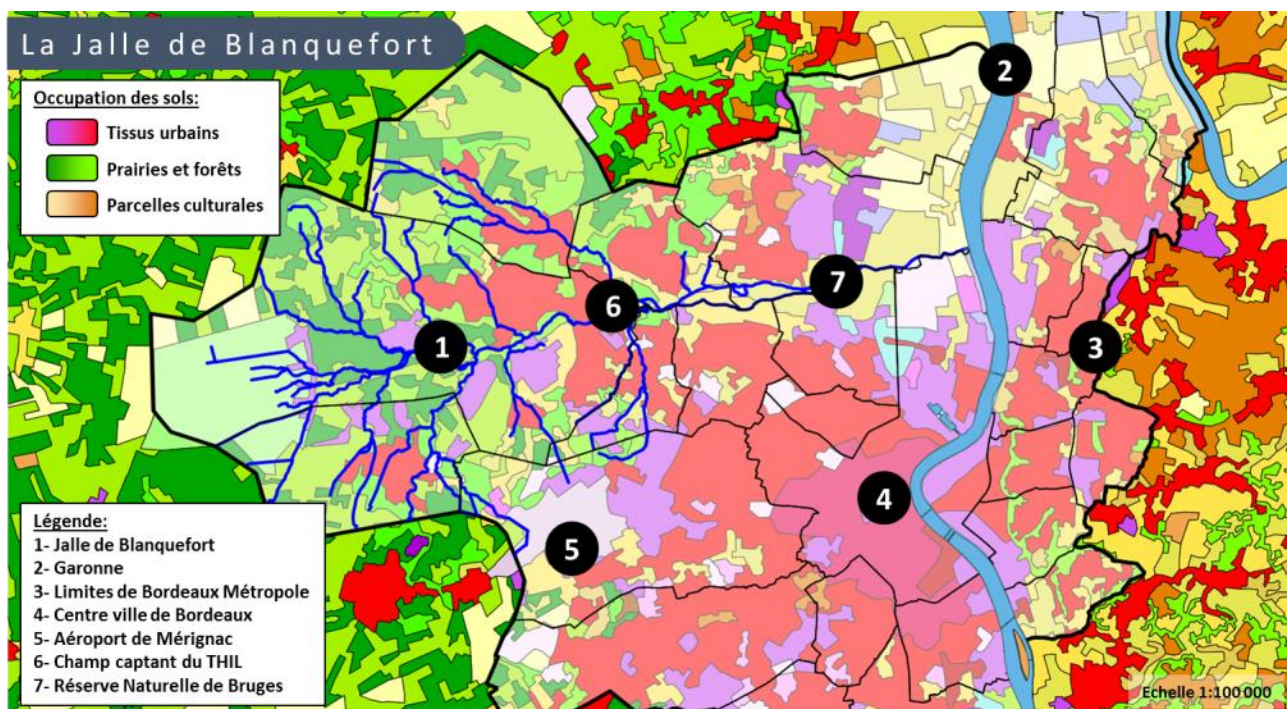 La Jalle de Blanquefort
Occupation des sols:
Tissus urbains
Prairies et forêts
Parcelles culturales
2
7
6
1
3
4
5
Légende:
1- Jalle de Blanquefort
2- Garonne
3- Limites de Bordeaux Métropole
4- Centre ville de Bordeaux
5- Aéroport de Mérignac
6- Champ captant du THIL
7- Réserve Naturelle de Bruges
Echelle 1:100 000